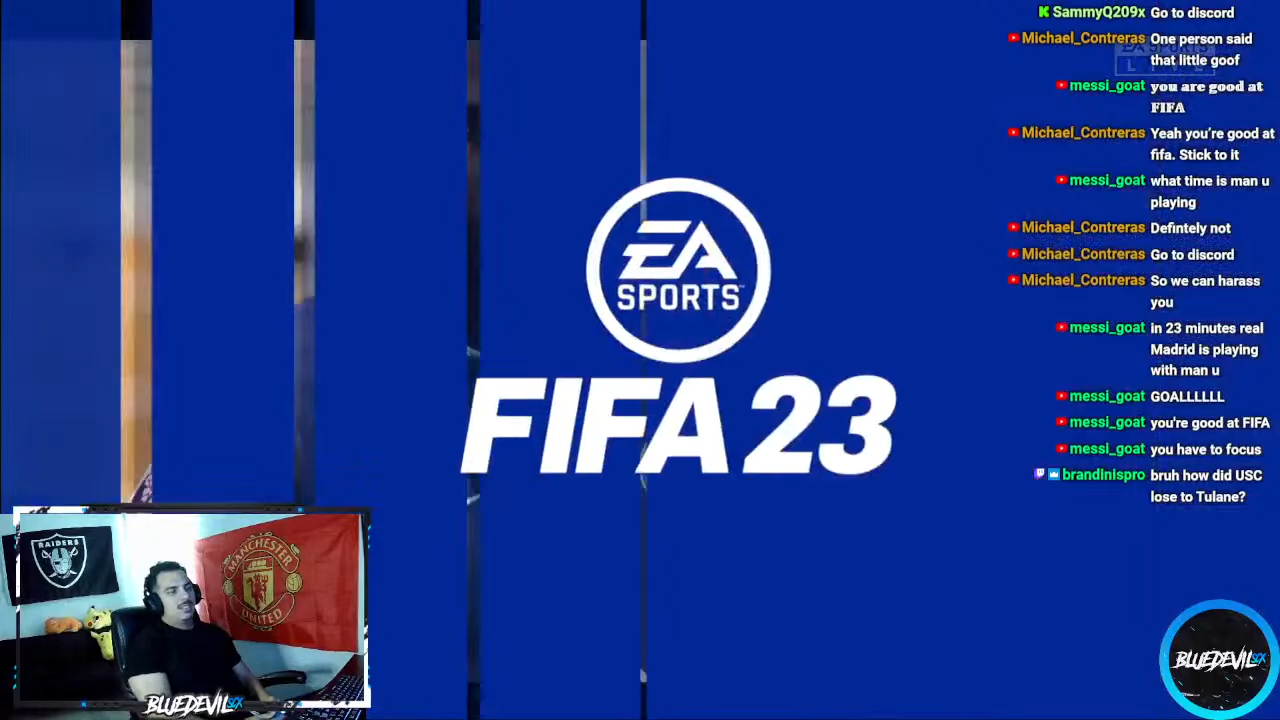 SammyQ209x Go to discord
Michael_Contreras One person said
that little goof
EA SPORTS
messi_goat you are good at
FIFA
Michael_Contreras Yeah you're good at
fifa. Stick to it
messi_goat what time is man u
playing
Michael_Contreras Defintely not
Michael_Contreras Go to discord
Michael_Contreras So we can harass
you
messi_goat in 23 minutes real
Madrid is playing
with man u
messi_goat GOALLLLLL
messi_goat you're good at FIFA
messi_goat you have to focus
brandinispro bruh how did USC
lose to Tulane?
EA
SPORTS
FIFA 23
RAIDERS
MANCHESTER
UNITED
BLUEDEVILSCX
BLUEDEVILSCX